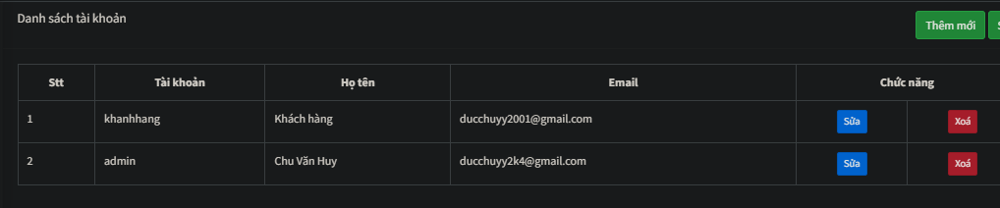 Danh sách tài khoản
Thêm mới
Stt Tài khoản Họ tên Email Chức năng
1 khanhhang Khách hàng ducchuyy2001@gmail.com Sửa Xoá
2 admin Chu Văn Huy ducchuyy2k4@gmail.com Sửa Xoá